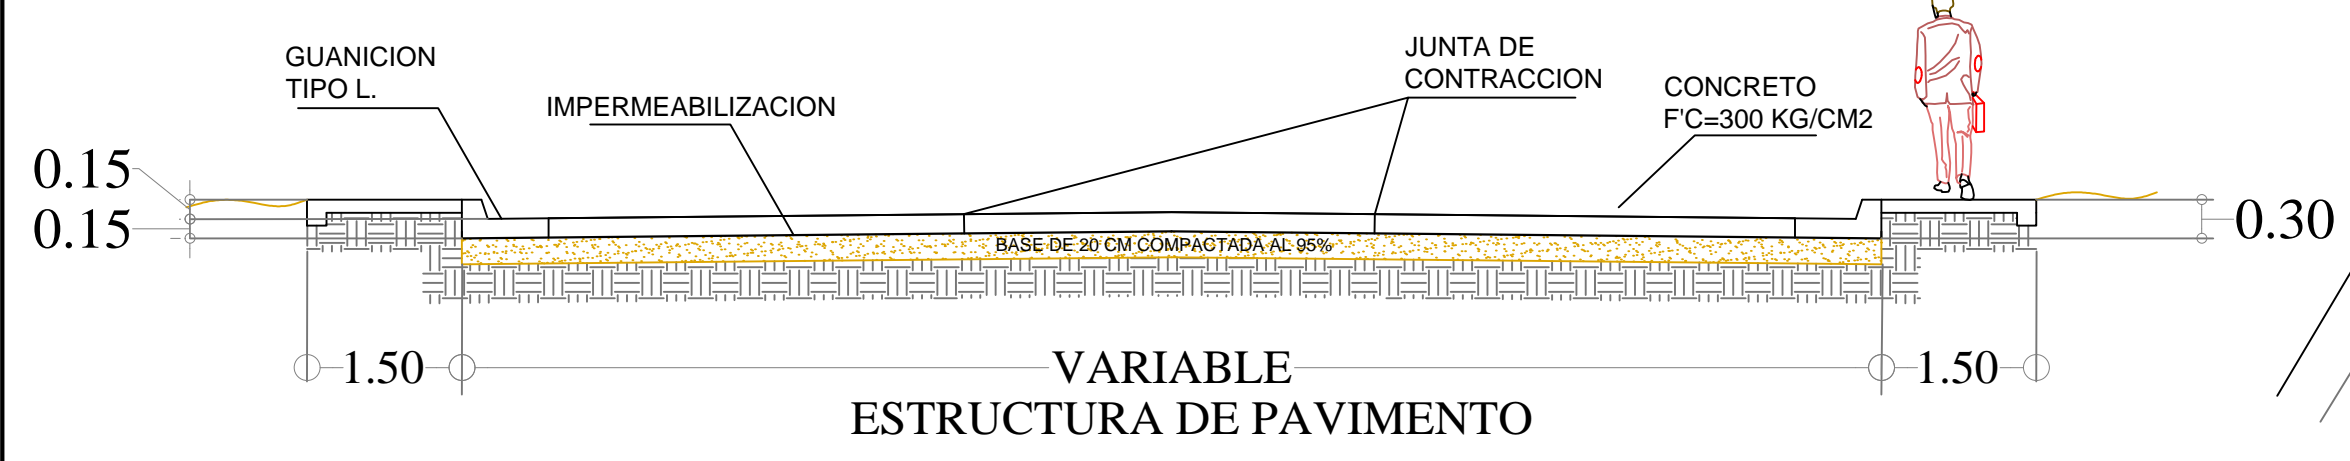 GUANICION
TIPO L.
IMPERMEABILIZACION
JUNTA DE
CONTRACCION
CONCRETO
F'C=300 KG/CM2
0.15
0.15
0.30
BASE DE 20 CM COMPACTADA AL 95%
1.50
VARIABLE
1.50
ESTRUCTURA DE PAVIMENTO